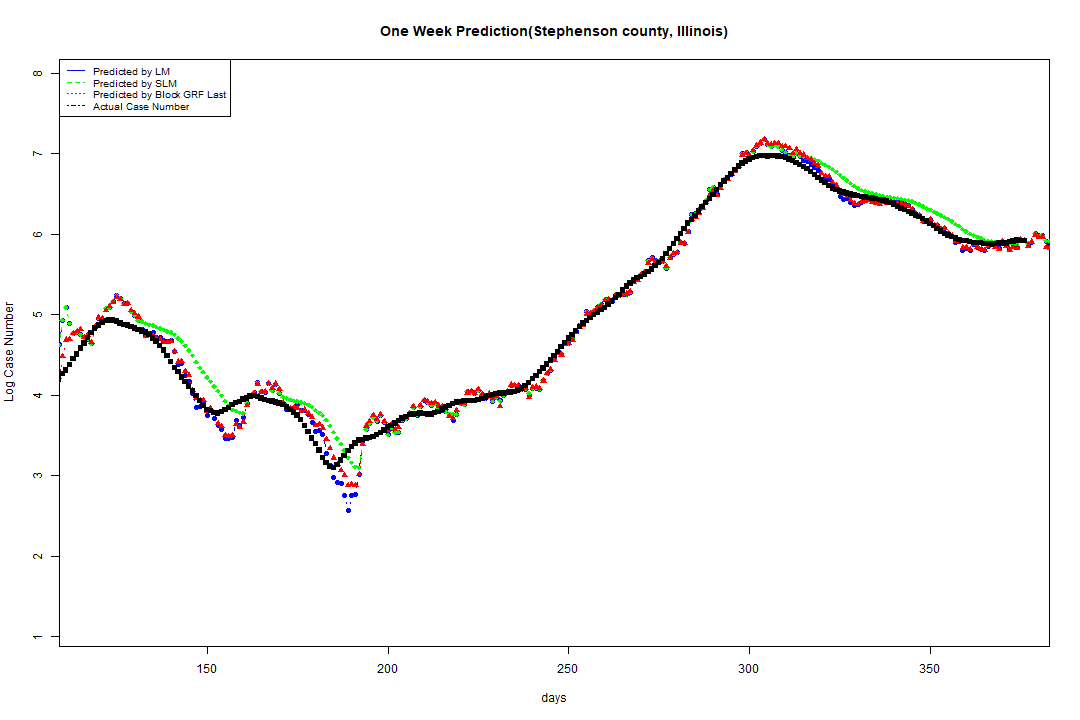 One Week Prediction(Stephenson county, Illinois)
Predicted by LM
Predicted by SLM
Predicted by Block GRF Last
Actual Case Number
8
7
6
5
4
3
2
1
Log Case Number
150 200 250 300 350
days